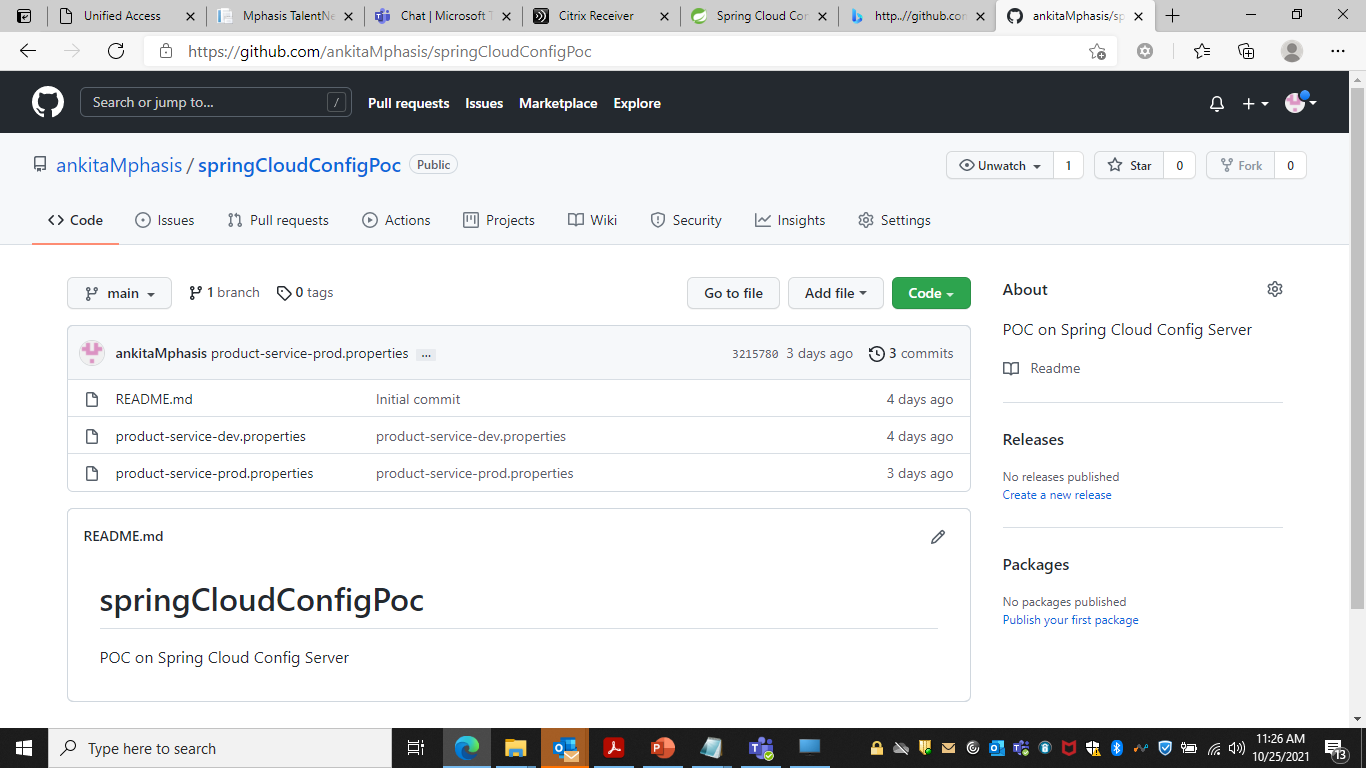 Unified Access
Mphasis TalentNe
Chat | Microsoft T
Citrix Receiver
Spring Cloud Con
http..//github.com
ankitaMphasis/sp
https://github.com/ankitaMphasis/springCloudConfigPoc
Search or jump to... /
Pull requests Issues Marketplace Explore
ankitaMphasis / springCloudConfigPoc Public
Unwatch 1 Star 0 Fork 0
Code Issues Pull requests Actions Projects Wiki Security Insights Settings
main 1 branch 0 tags Go to file Add file Code
ankitaMphasis product-service-prod.properties ... 3215780 3 days ago 3 commits
README.md Initial commit 4 days ago
product-service-dev.properties product-service-dev.properties 4 days ago
product-service-prod.properties product-service-prod.properties 3 days ago
README.md
springCloudConfigPoc
POC on Spring Cloud Config Server
About
POC on Spring Cloud Config Server
Readme
Releases
No releases published
Create a new release
Packages
No packages published
Publish your first package
Type here to search
11:26 AM
10/25/2021
13